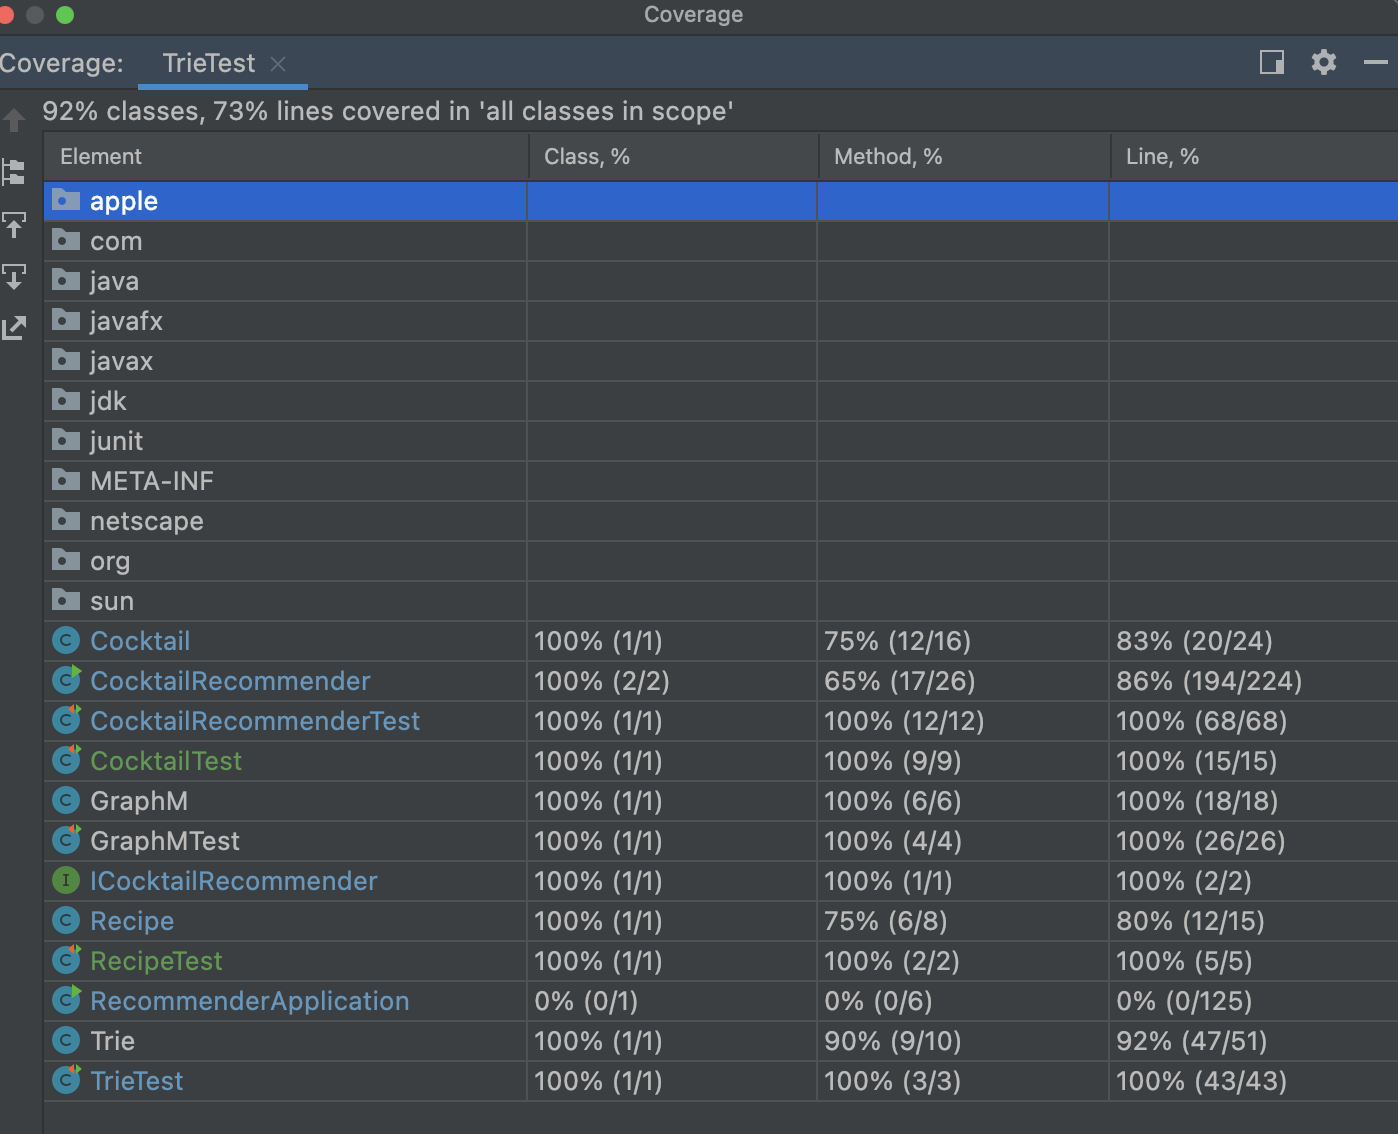 Coverage
Coverage: TrieTest
92% classes, 73% lines covered in 'all classes in scope'
Element Class, % Method, % Line, %
apple
com
java
javafx
javax
jdk
junit
META-INF
netscape
org
sun
C Cocktail 100% (1/1) 75% (12/16) 83% (20/24)
C CocktailRecommender 100% (2/2) 65% (17/26) 86% (194/224)
C CocktailRecommenderTest 100% (1/1) 100% (12/12) 100% (68/68)
C CocktailTest 100% (1/1) 100% (9/9) 100% (15/15)
C GraphM 100% (1/1) 100% (6/6) 100% (18/18)
C GraphMTest 100% (1/1) 100% (4/4) 100% (26/26)
I ICocktailRecommender 100% (1/1) 100% (1/1) 100% (2/2)
C Recipe 100% (1/1) 75% (6/8) 80% (12/15)
C RecipeTest 100% (1/1) 100% (2/2) 100% (5/5)
C RecommenderApplication 0% (0/1) 0% (0/6) 0% (0/125)
C Trie 100% (1/1) 90% (9/10) 92% (47/51)
C TrieTest 100% (1/1) 100% (3/3) 100% (43/43)